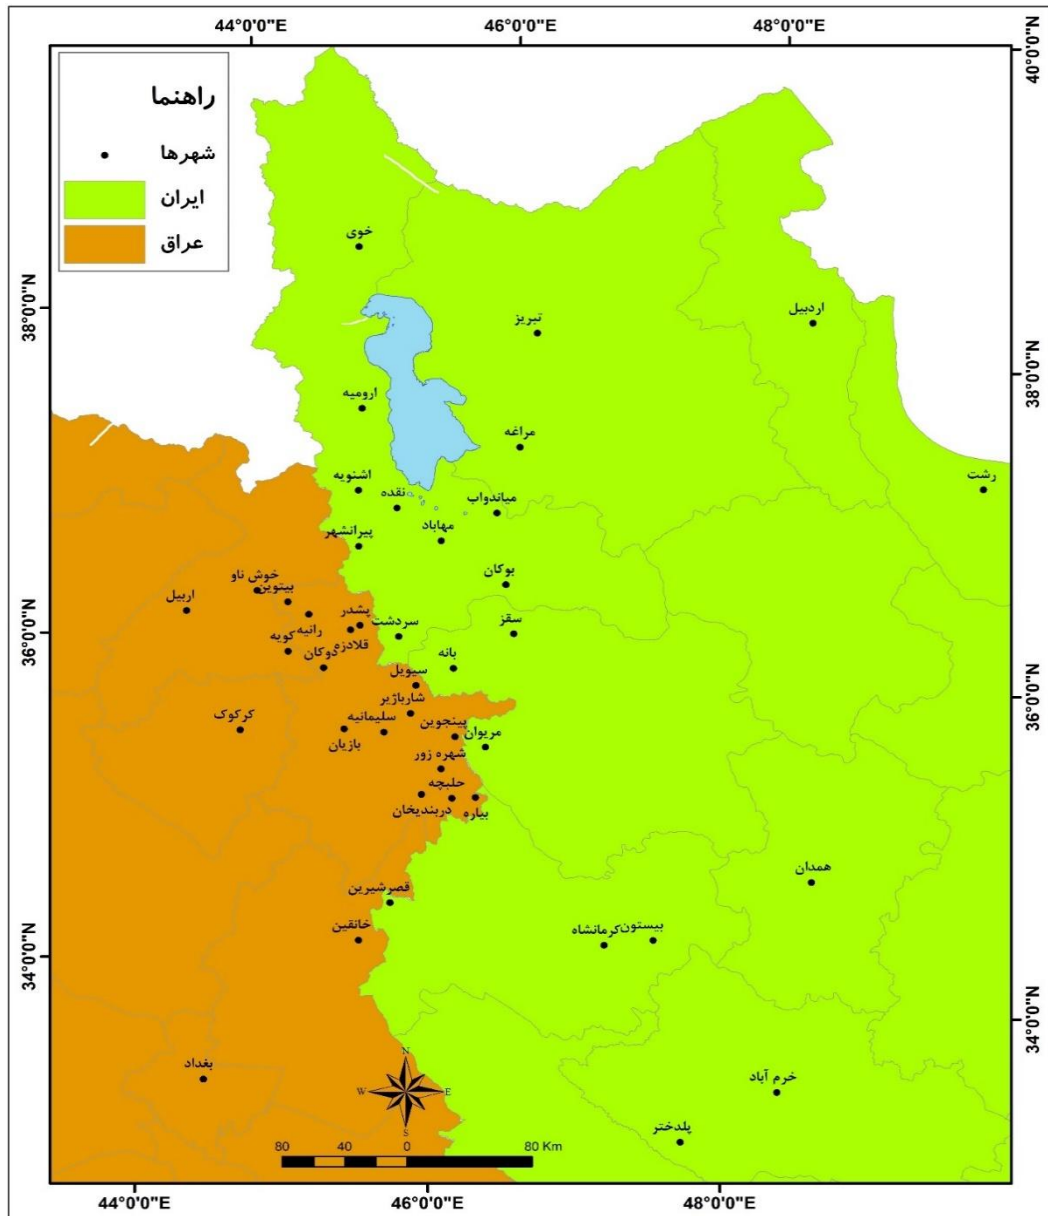 44°0'0"E 46°0'0"E 48°0'0"E
40°0'0"N
راهنما
شهرها
ایران
عراق
خوی
38°0'0"N
اردبیل
تبریز
38°0'0"N
ارومیه
مراغه
اشنویه
رشت
نقده
میاندواب
پیرانشهر
مهاباد
خوش ناو
بیتوین
بوکان
اربیل
پشدر
رانیه
سردشت
سقز
36°0'0"N
کویه
قلادزه
دوکان
بانه
سیویل
36°0'0"N
شارباژیر
کرکوک
سلیمانیه
پینجوین
مریوان
بازیان
شهره زور
حلبچه
دربندیخان
بیاره
همدان
قصرشیرین
خانقین
کرمانشاه
بیستون
34°0'0"N
34°0'0"N
بغداد
N
W E
S
خرم آباد
پلدختر
80 40 0 80 Km
44°0'0"E 46°0'0"E 48°0'0"E